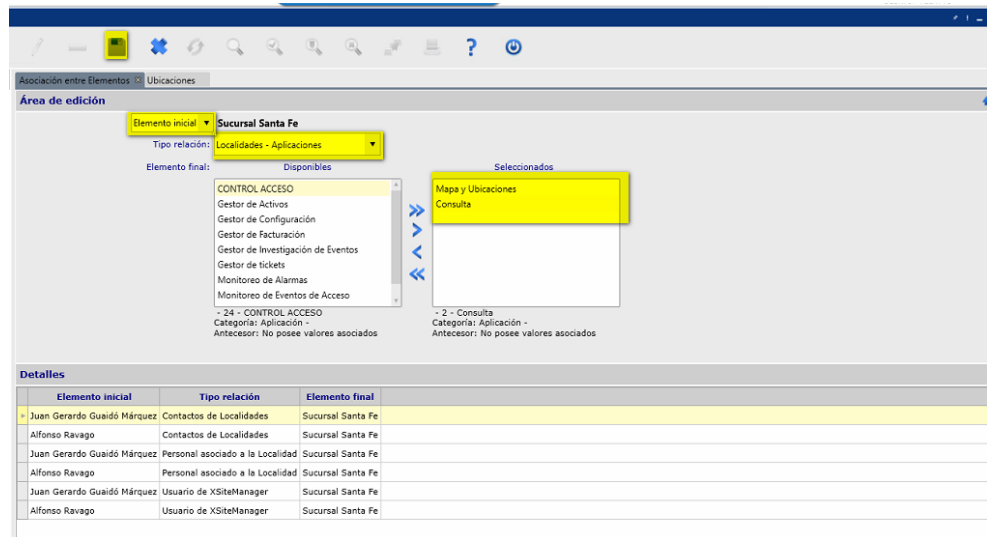 Asociación entre Elementos Ubicaciones
Área de edición
Elemento inicial Sucursal Santa Fe
Tipo relación: Localidades - Aplicaciones
Elemento final: Disponibles Seleccionados
CONTROL ACCESO
Gestor de Activos
Gestor de Configuración
Gestor de Facturación
Gestor de Investigación de Eventos
Gestor de tickets
Monitoreo de Alarmas
Monitoreo de Eventos de Acceso
- 24 - CONTROL ACCESO
Categoría: Aplicación -
Antecesor: No posee valores asociados
Mapa y Ubicaciones
Consulta
- 2 - Consulta
Categoría: Aplicación -
Antecesor: No posee valores asociados
Detalles
Elemento inicial Tipo relación Elemento final
Juan Gerardo Guaidó Márquez Contactos de Localidades Sucursal Santa Fe
Alfonso Ravago Contactos de Localidades Sucursal Santa Fe
Juan Gerardo Guaidó Márquez Personal asociado a la Localidad Sucursal Santa Fe
Alfonso Ravago Personal asociado a la Localidad Sucursal Santa Fe
Juan Gerardo Guaidó Márquez Usuario de XSiteManager Sucursal Santa Fe
Alfonso Ravago Usuario de XSiteManager Sucursal Santa Fe